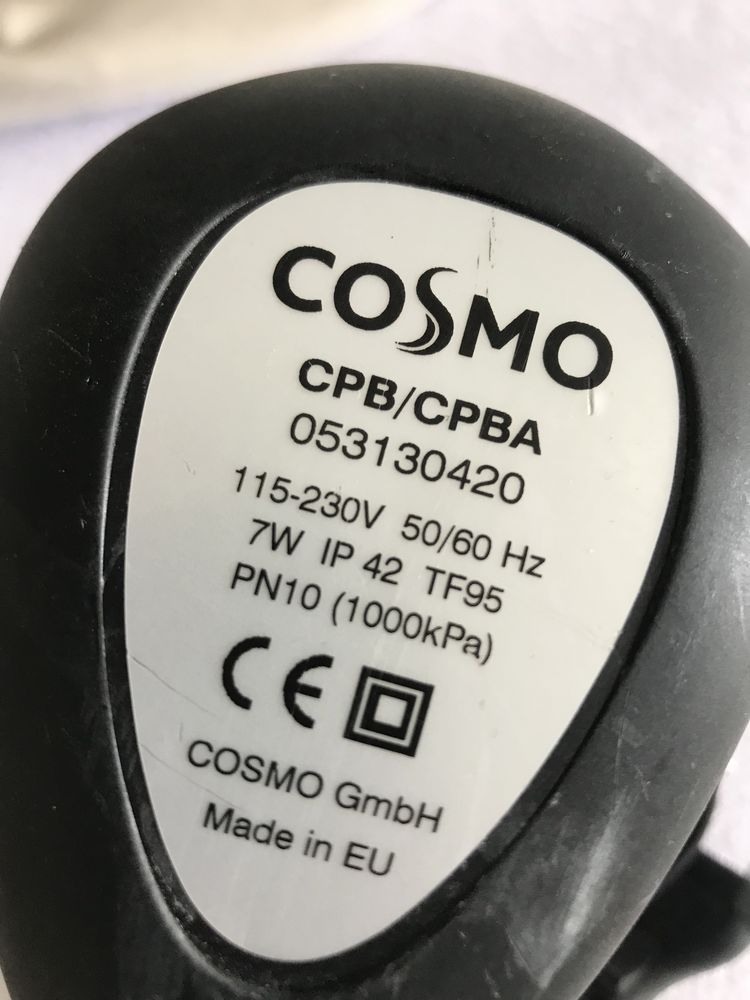 COSMO
CPB/CPBA
053130420
115-230V 50/60 Hz
7W IP 42 TF95
PN10 (1000kPa)
CE
COSMO GmbH
Made in EU